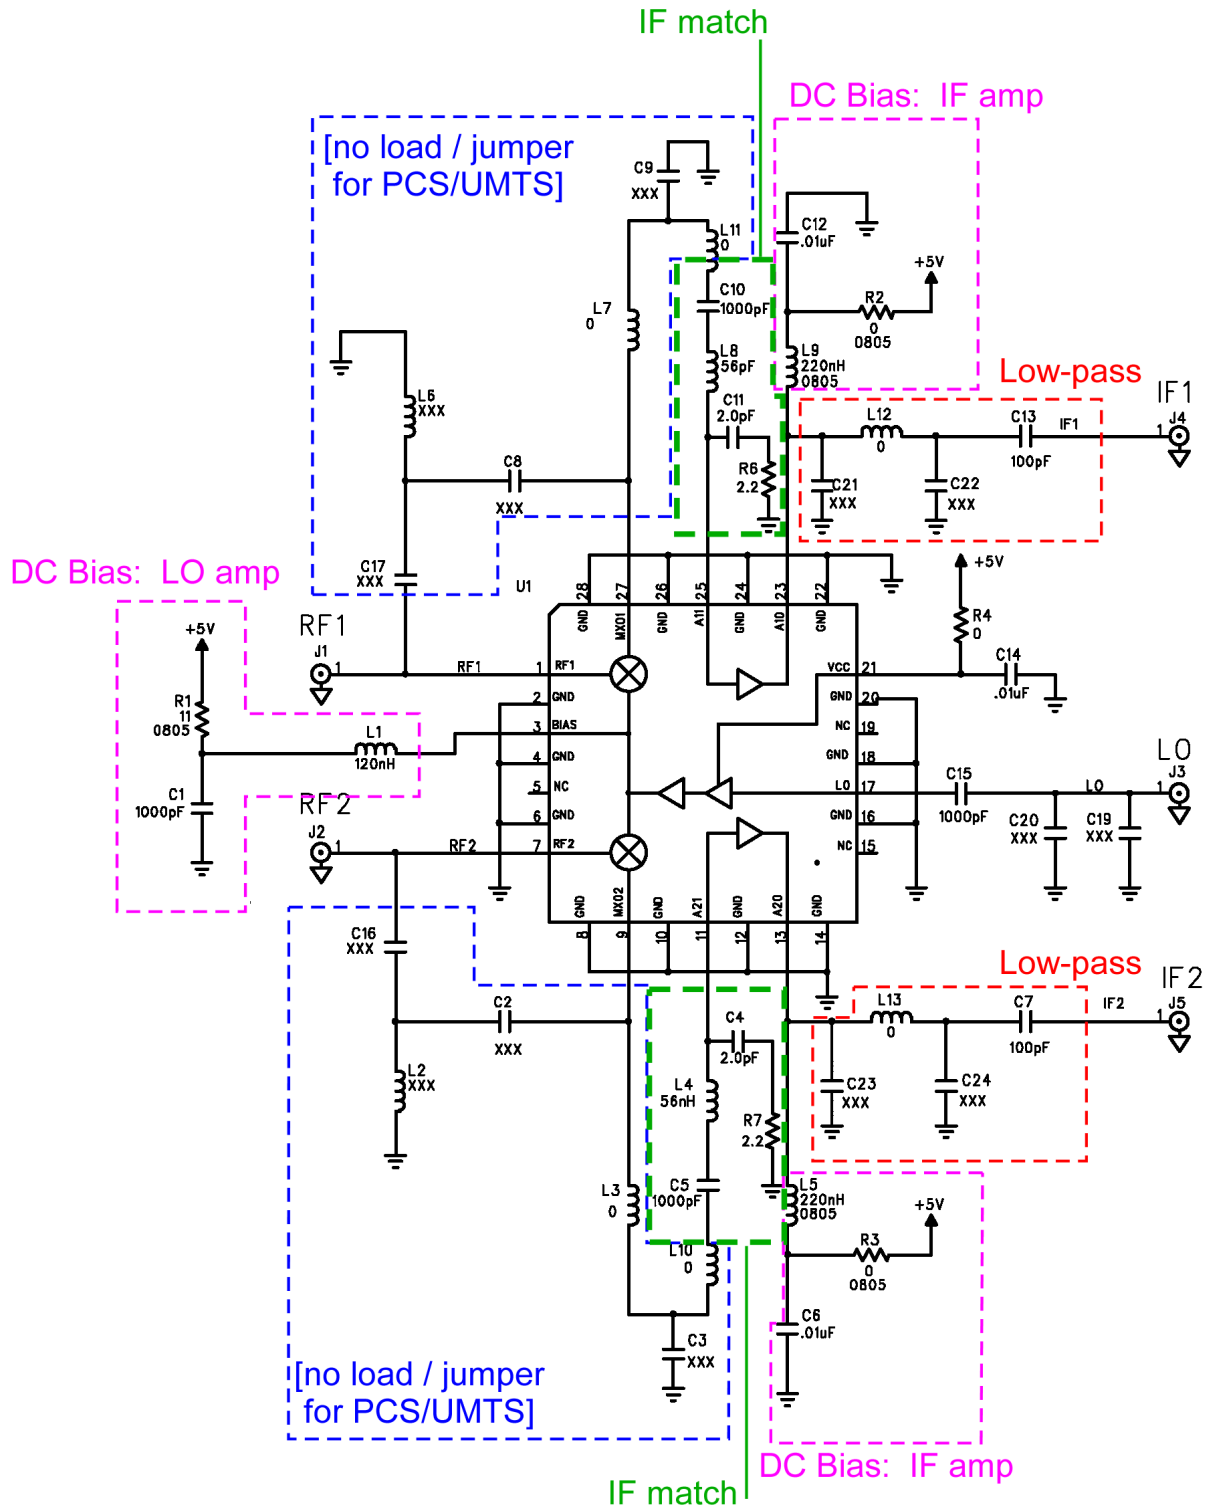 IF match
DC Bias: IF amp
[no load / jumper
for PCS/UMTS]
C9
XXX
L11
0
C12
.01uF
+5V
C10
1000pF
R2
0
0805
L7
0
L8
56pF
L9
220nH
0805
Low-pass
IF1
L6
XXX
C11
2.0pF
L12
0
C13
100pF
IF1
J4
1
C8
XXX
R6
2.2
C21
XXX
C22
XXX
DC Bias: LO amp
C17
XXX
U1
28
27
26
25
24
23
22
GND
MX01
GND
A11
GND
A10
GND
+5V
R4
0
+5V
RF1
J1
1
RF1
1
RF1
VCC
21
C14
.01uF
R1
11
0805
2
GND
GND
20
L1
120nH
3
BIAS
NC
19
4
GND
GND
18
LO
J3
1
C1
1000pF
5
NC
LO
17
C15
1000pF
LO
RF2
J2
1
6
GND
GND
16
C20
XXX
C19
XXX
RF2
7
RF2
NC
15
GND
MX02
GND
A21
GND
A20
GND
8
9
10
11
12
13
14
C16
XXX
Low-pass
IF2
C2
XXX
C4
2.0pF
L13
0
C7
100pF
IF2
J5
1
L2
XXX
L4
56nH
C23
XXX
C24
XXX
R7
2.2
L3
0
C5
1000pF
L5
220nH
0805
+5V
R3
0
0805
L10
0
C6
.01uF
C3
XXX
[no load / jumper
for PCS/UMTS]
DC Bias: IF amp
IF match